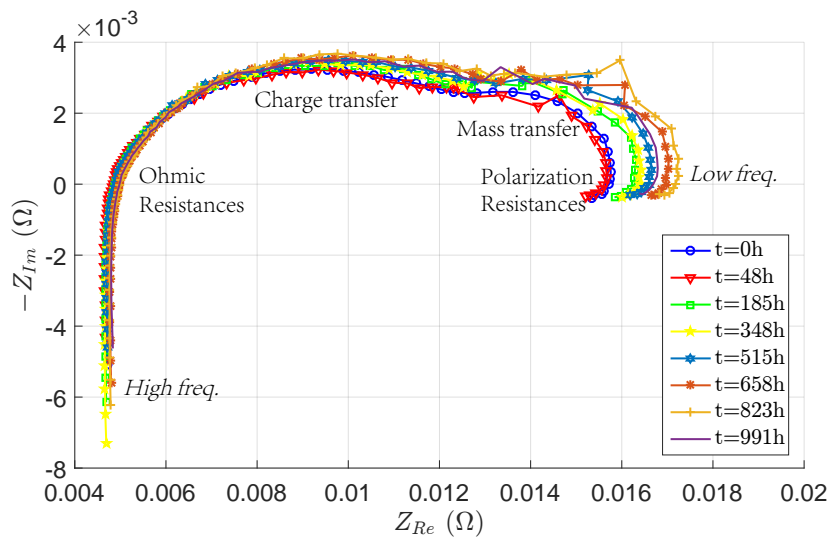 ×10⁻³
4
2
0
-2
-4
-6
-8
−Z_Im (Ω)
Charge transfer
Mass transfer
Ohmic
Resistances
Polarization
Resistances
Low freq.
High freq.
t=0h
t=48h
t=185h
t=348h
t=515h
t=658h
t=823h
t=991h
0.004 0.006 0.008 0.01 0.012 0.014 0.016 0.018 0.02
Z_Re (Ω)